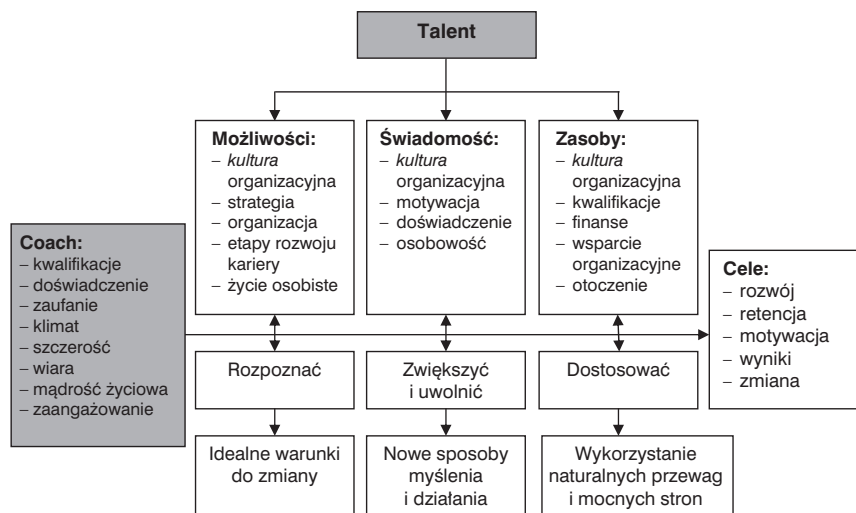 Talent
Możliwości:
– kultura
organizacyjna
– strategia
– organizacja
– etapy rozwoju
kariery
– życie osobiste
Świadomość:
– kultura
organizacyjna
– motywacja
– doświadczenie
– osobowość
Zasoby:
– kultura
organizacyjna
– kwalifikacje
– finanse
– wsparcie
organizacyjne
– otoczenie
Coach:
– kwalifikacje
– doświadczenie
– zaufanie
– klimat
– szczerość
– wiara
– mądrość życiowa
– zaangażowanie
Cele:
– rozwój
– retencja
– motywacja
– wyniki
– zmiana
Rozpoznać
Zwiększyć
i uwolnić
Dostosować
Idealne warunki
do zmiany
Nowe sposoby
myślenia
i działania
Wykorzystanie
naturalnych przewag
i mocnych stron